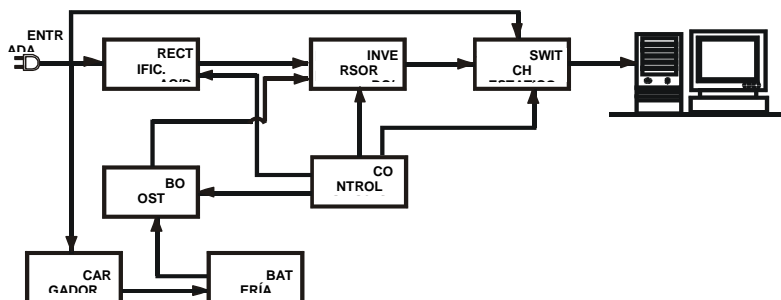 ENTR
ADA
RECT
IFIC.
INVE
RSOR
SWIT
CH
CO
NTROL
BO
OST
CAR
GADOR
BAT
ERÍA